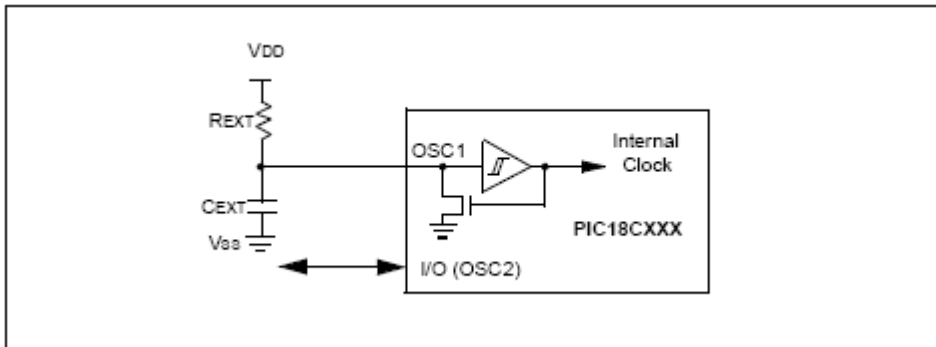 VDD
REXT
OSC1
Internal
Clock
CEXT
PIC18CXXX
VSS
I/O (OSC2)